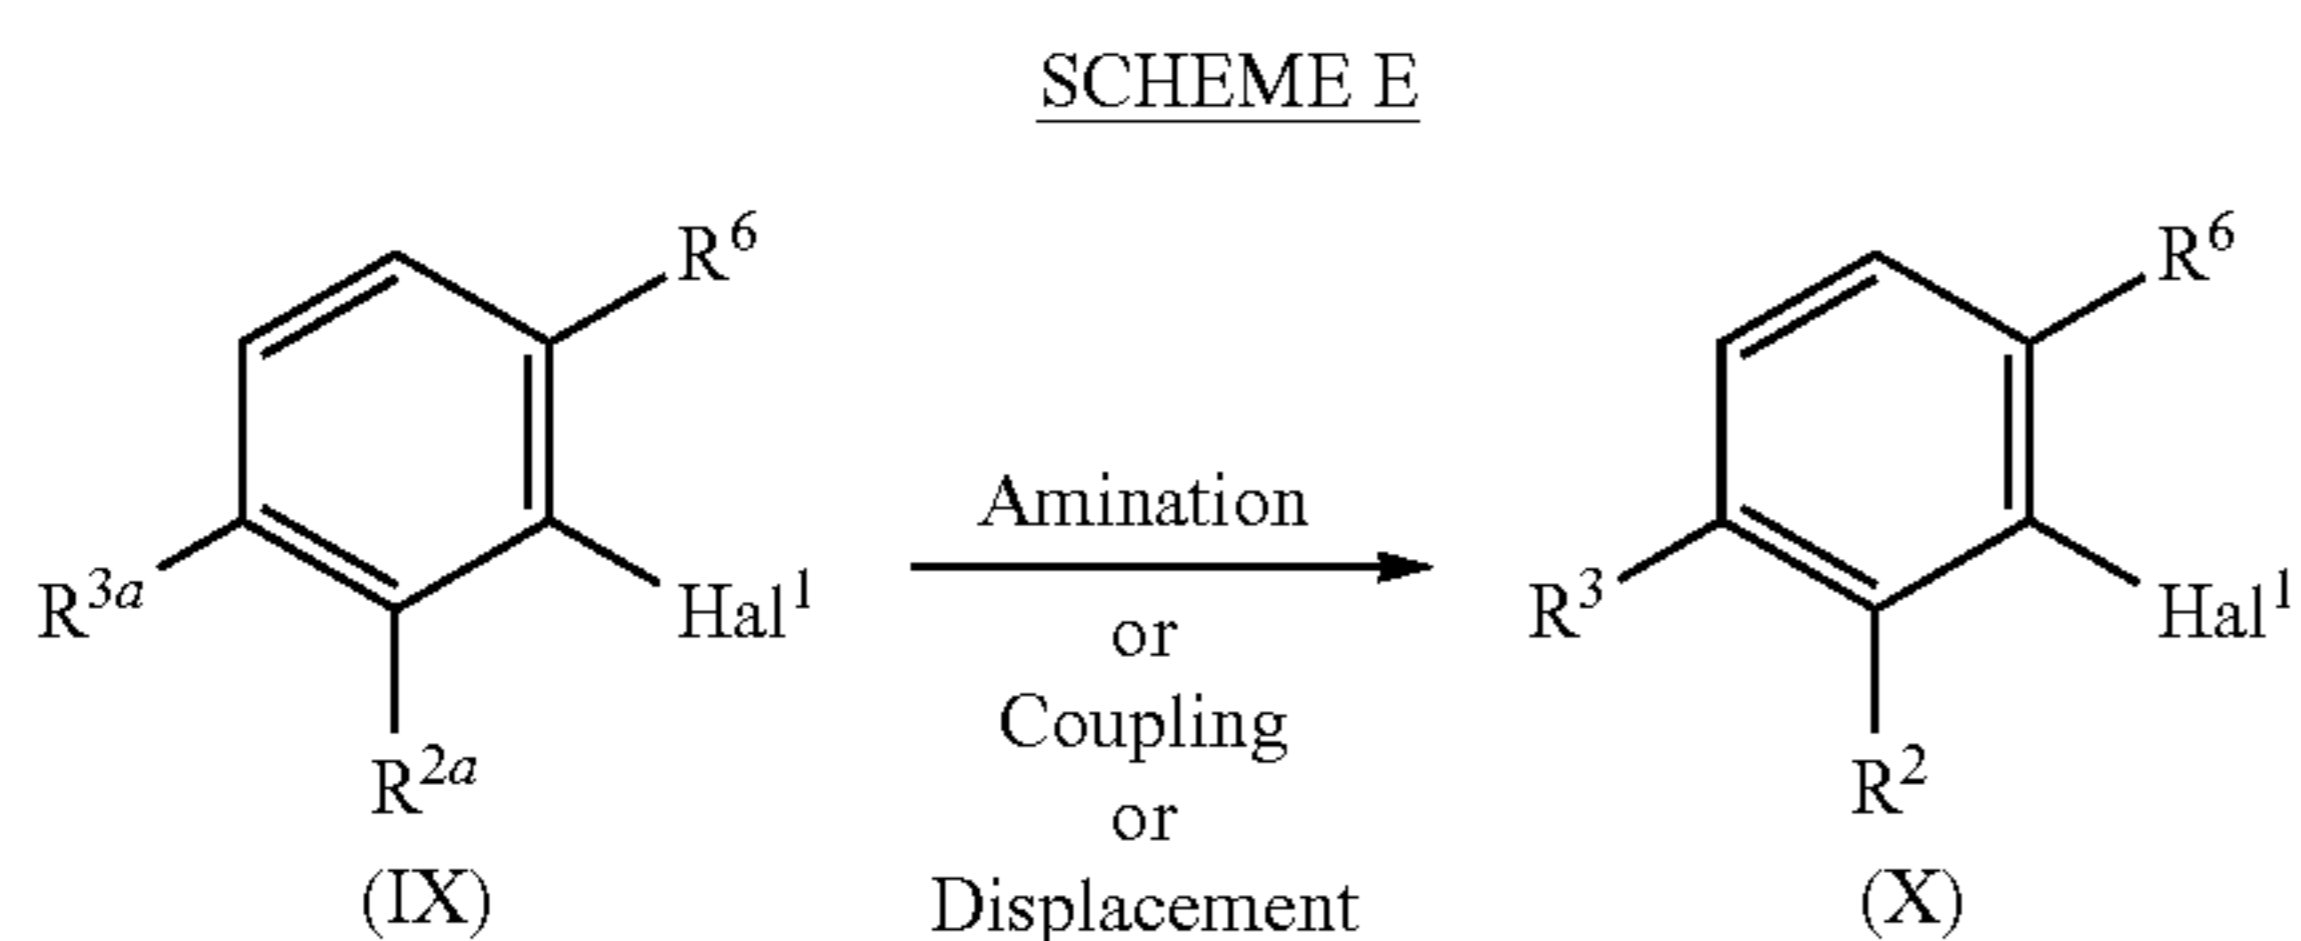 SCHEME E
R6
R3a
Hal1
R2a
(IX)
Amination
or
Coupling
or
Displacement
R6
R3
Hal1
R2
(X)